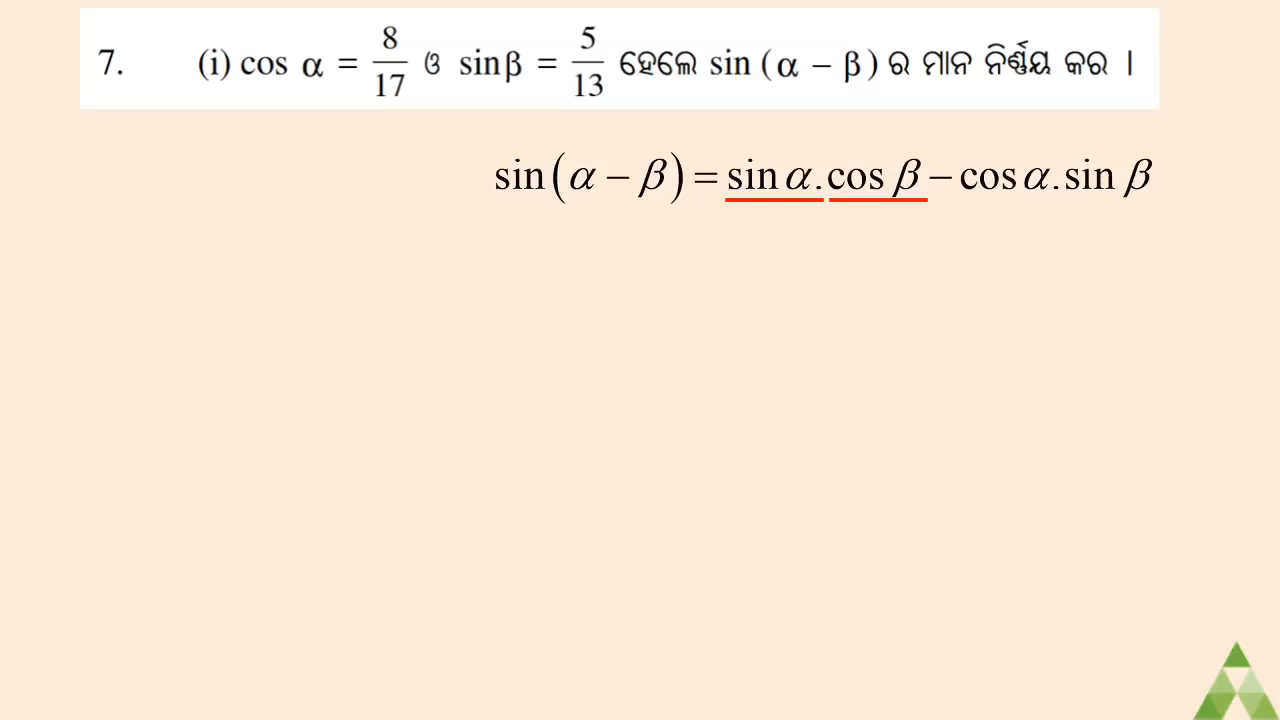 7. (i) cos α = 8/17 ଓ sinβ = 5/13 ହେଲେ sin (α − β) ର ମାନ ନିର୍ଣ୍ଣୟ କର ।
sin(α − β) = sin α.cos β − cos α.sin β